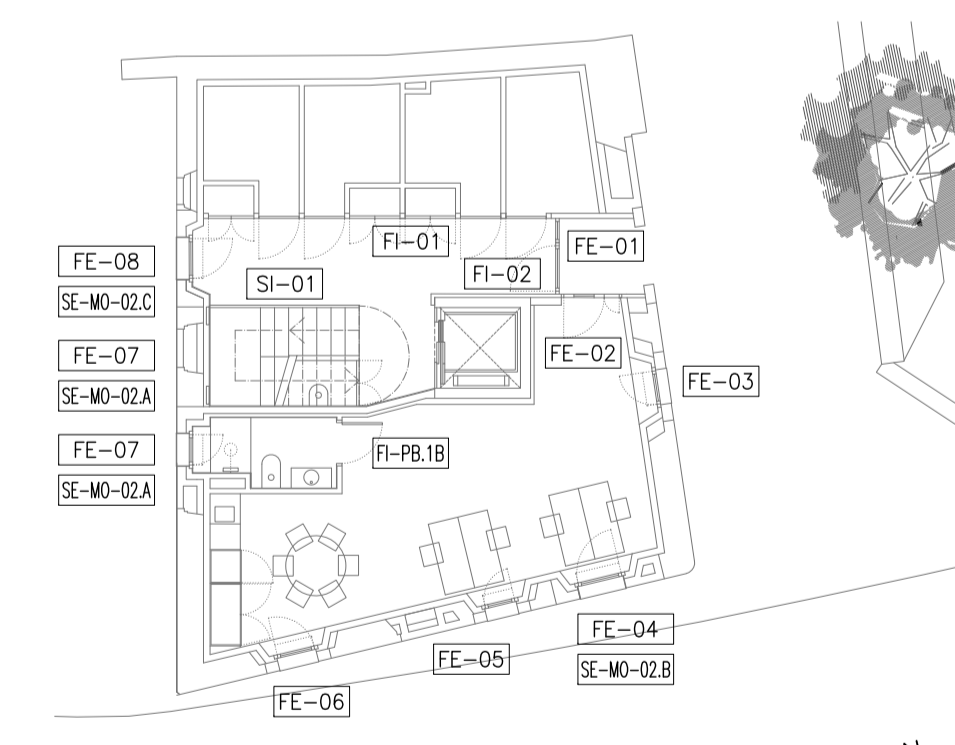 FI-01
FE-01
FE-08
FI-02
SI-01
SE-MO-02.C
FE-07
FE-02
FE-03
SE-MO-02.A
FE-07
FI-PB.1B
SE-MO-02.A
FE-04
FE-05
SE-MO-02.B
FE-06